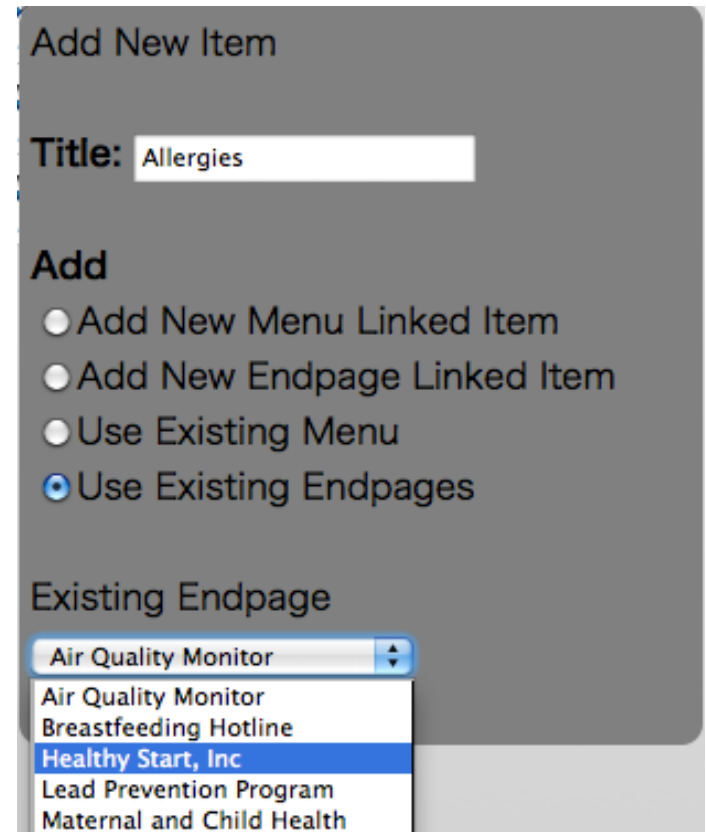 Add New Item
Title: Allergies
Add
Add New Menu Linked Item
Add New Endpage Linked Item
Use Existing Menu
Use Existing Endpages
Existing Endpage
Air Quality Monitor
Air Quality Monitor
Breastfeeding Hotline
Healthy Start, Inc
Lead Prevention Program
Maternal and Child Health